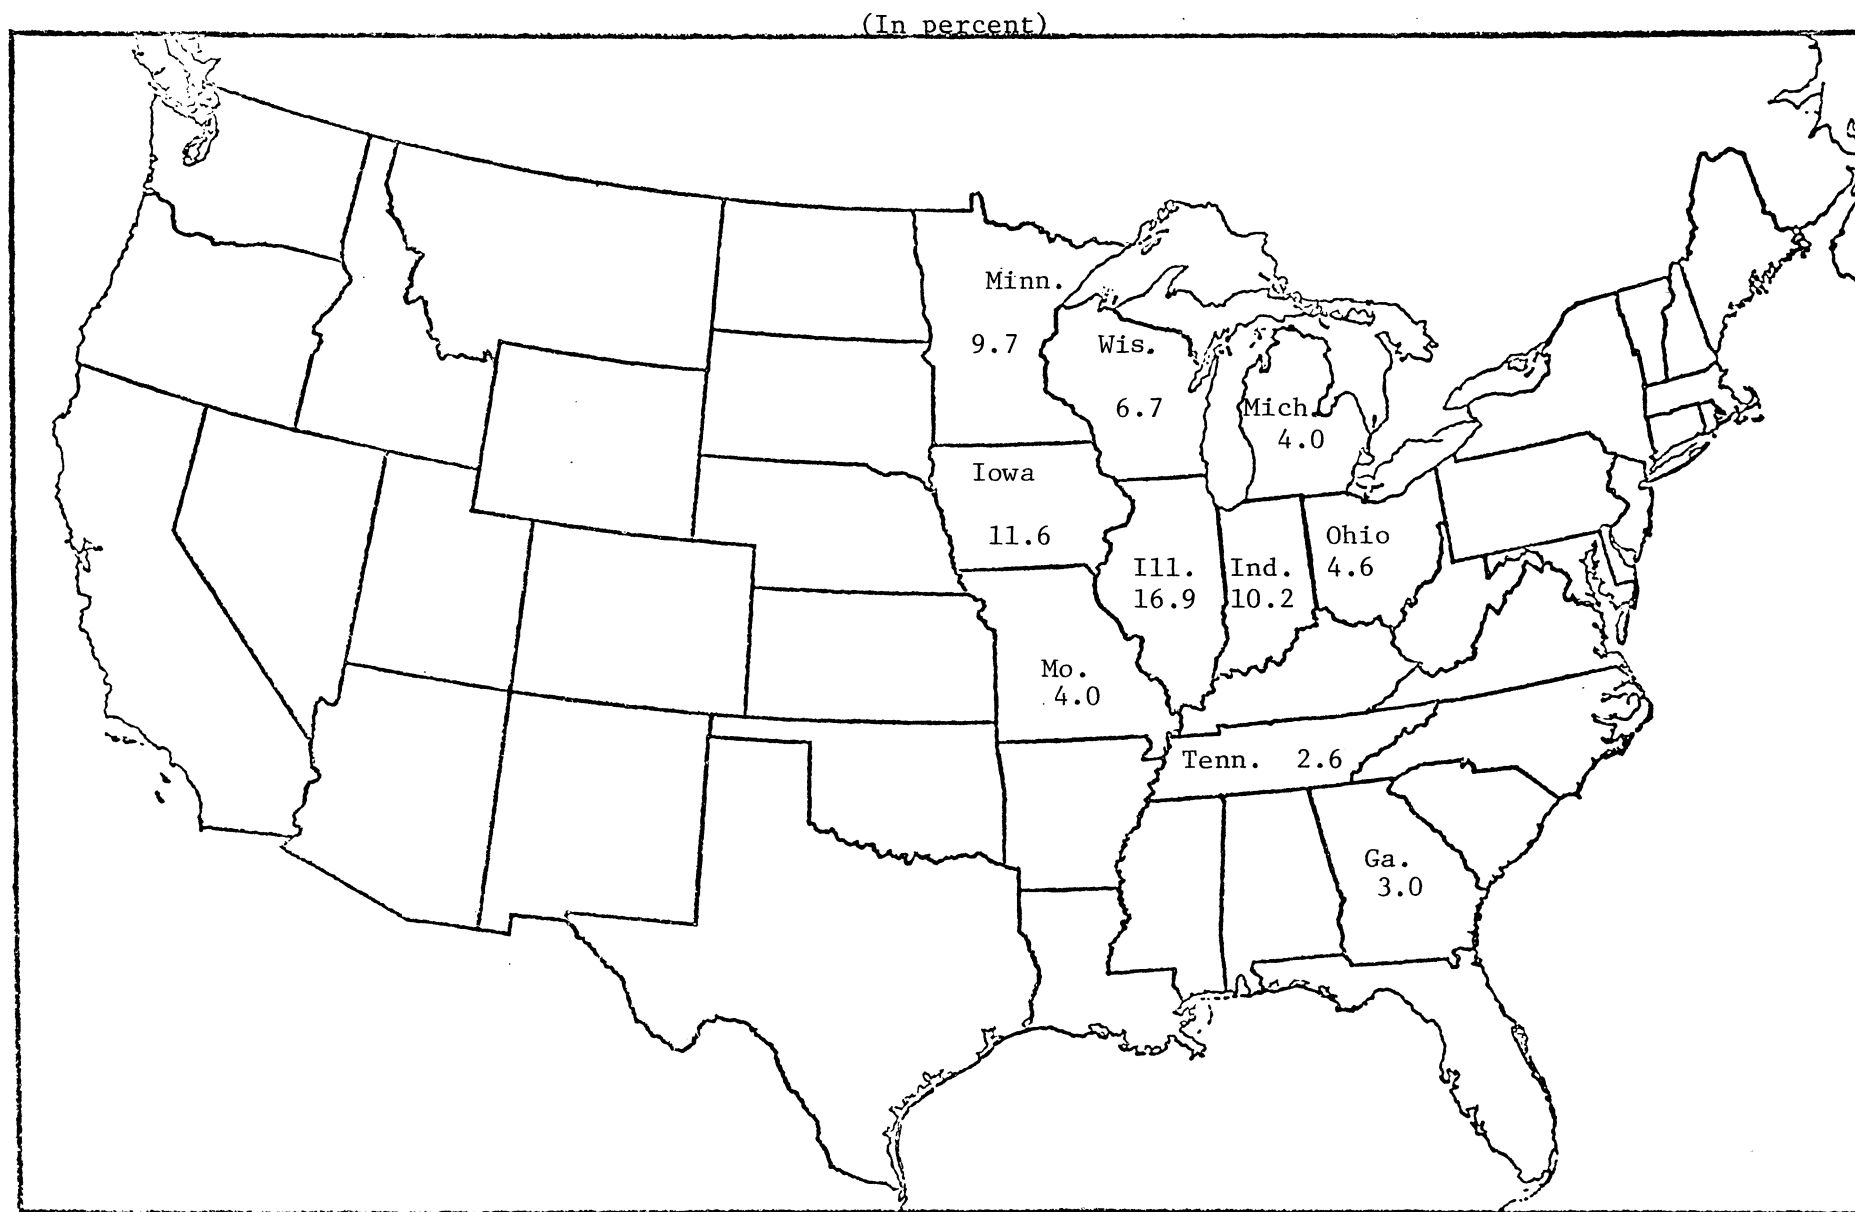 (In percent)
Minn.
9.7
Wis.
6.7
Mich.
4.0
Iowa
11.6
Ohio
4.6
Ill.
16.9
Ind.
10.2
Mo.
4.0
Tenn. 2.6
Ga.
3.0